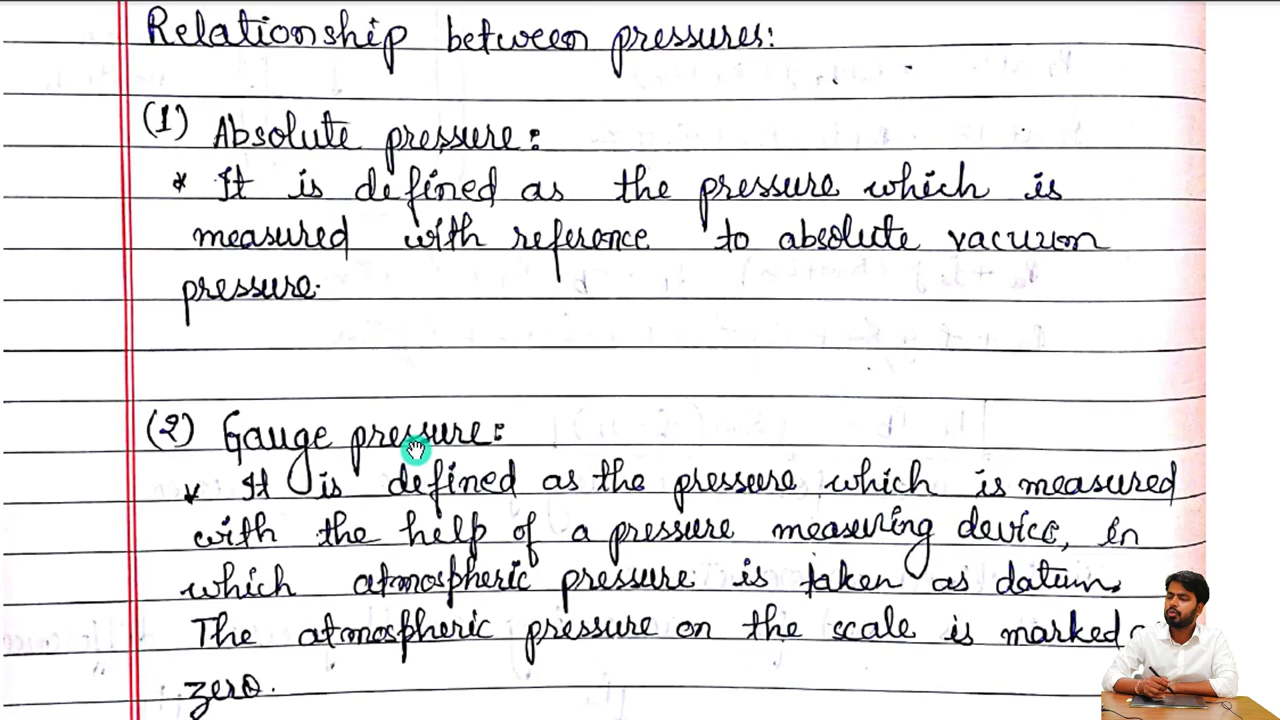 Relationship between pressures:
(1) Absolute pressure:
* It is defined as the pressure which is
measured with reference to absolute vacuum
pressure.
(2) Gauge pressure:
* It is defined as the pressure which is measured
with the help of a pressure measuring device, in
which atmospheric pressure is taken as datum.
The atmospheric pressure on the scale is marked
zero.